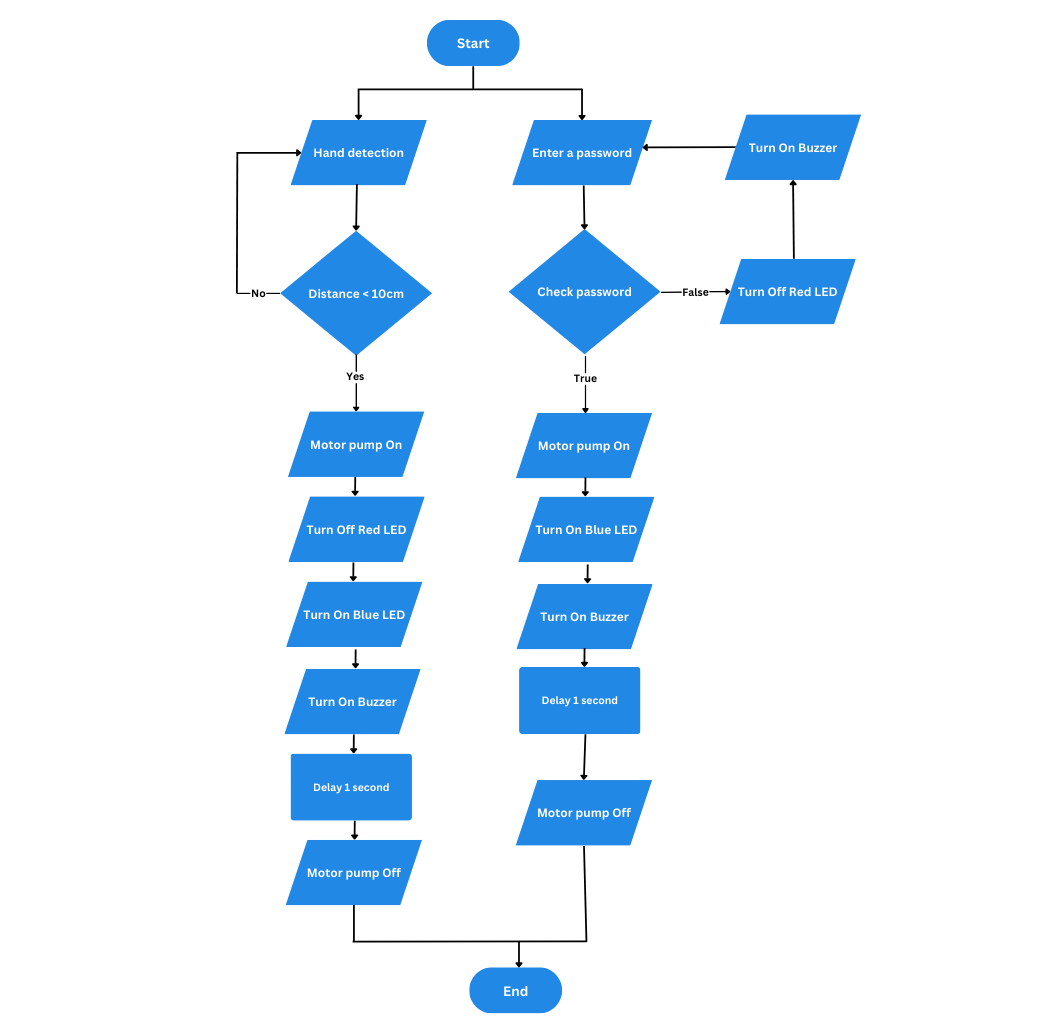 Start
Hand detection
Enter a password
Turn On Buzzer
Distance < 10cm
No
Check password
False
Turn Off Red LED
Yes
True
Motor pump On
Motor pump On
Turn Off Red LED
Turn On Blue LED
Turn On Blue LED
Turn On Buzzer
Turn On Buzzer
Delay 1 second
Delay 1 second
Motor pump Off
Motor pump Off
End